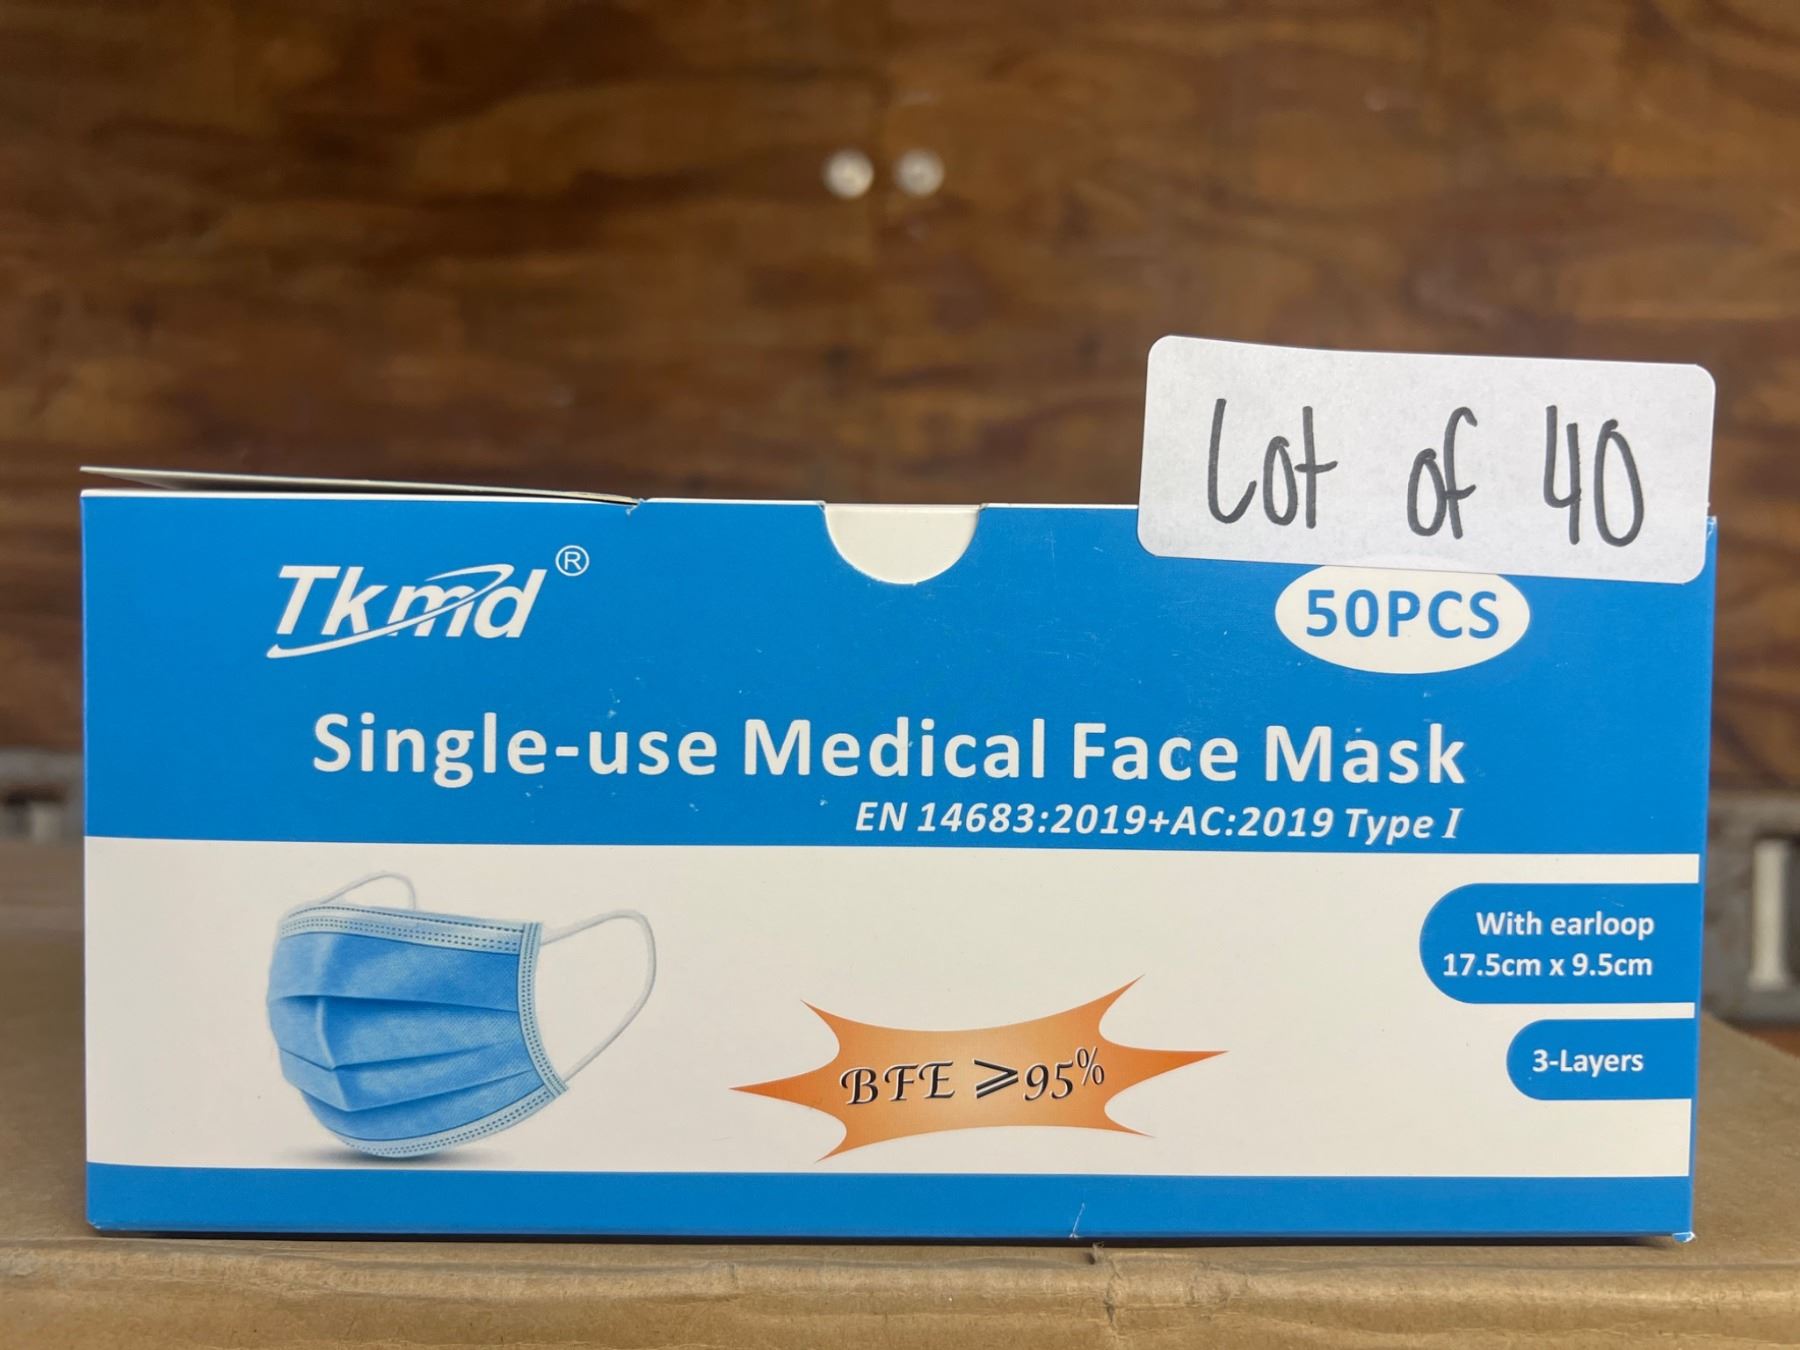 Lot of 40
Tkmd®
50PCS
Single-use Medical Face Mask
EN 14683:2019+AC:2019 Type I
With earloop
17.5cm x 9.5cm
BFE ⩾95%
3-Layers